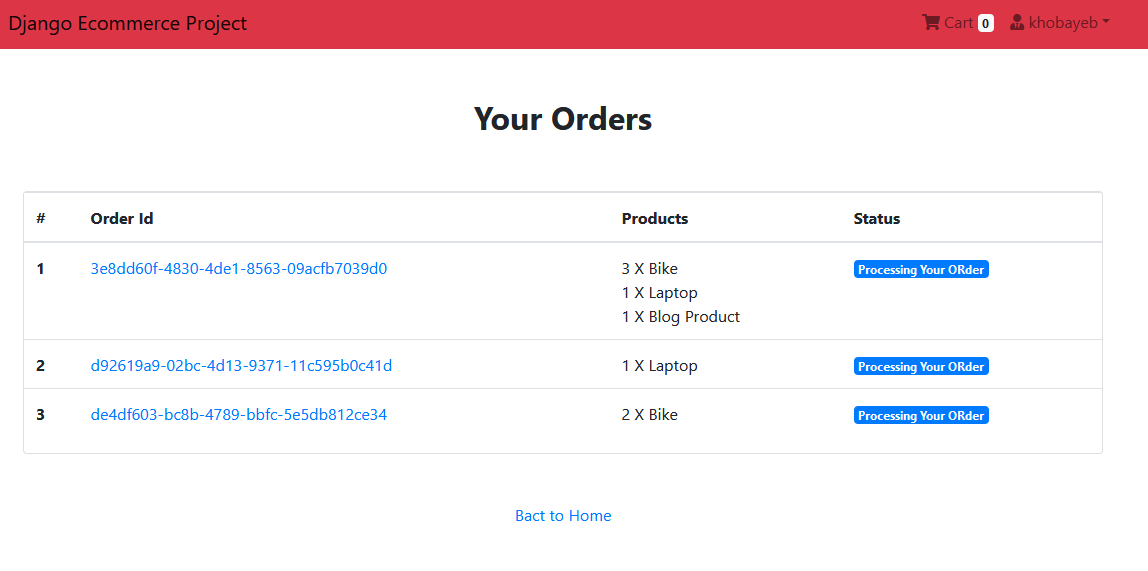 Django Ecommerce Project Cart 0 khobayeb
Your Orders
# Order Id Products Status
1 3e8dd60f-4830-4de1-8563-09acfb7039d0 3 X Bike Processing Your ORder
1 X Laptop
1 X Blog Product
2 d92619a9-02bc-4d13-9371-11c595b0c41d 1 X Laptop Processing Your ORder
3 de4df603-bc8b-4789-bbfc-5e5db812ce34 2 X Bike Processing Your ORder
Bact to Home